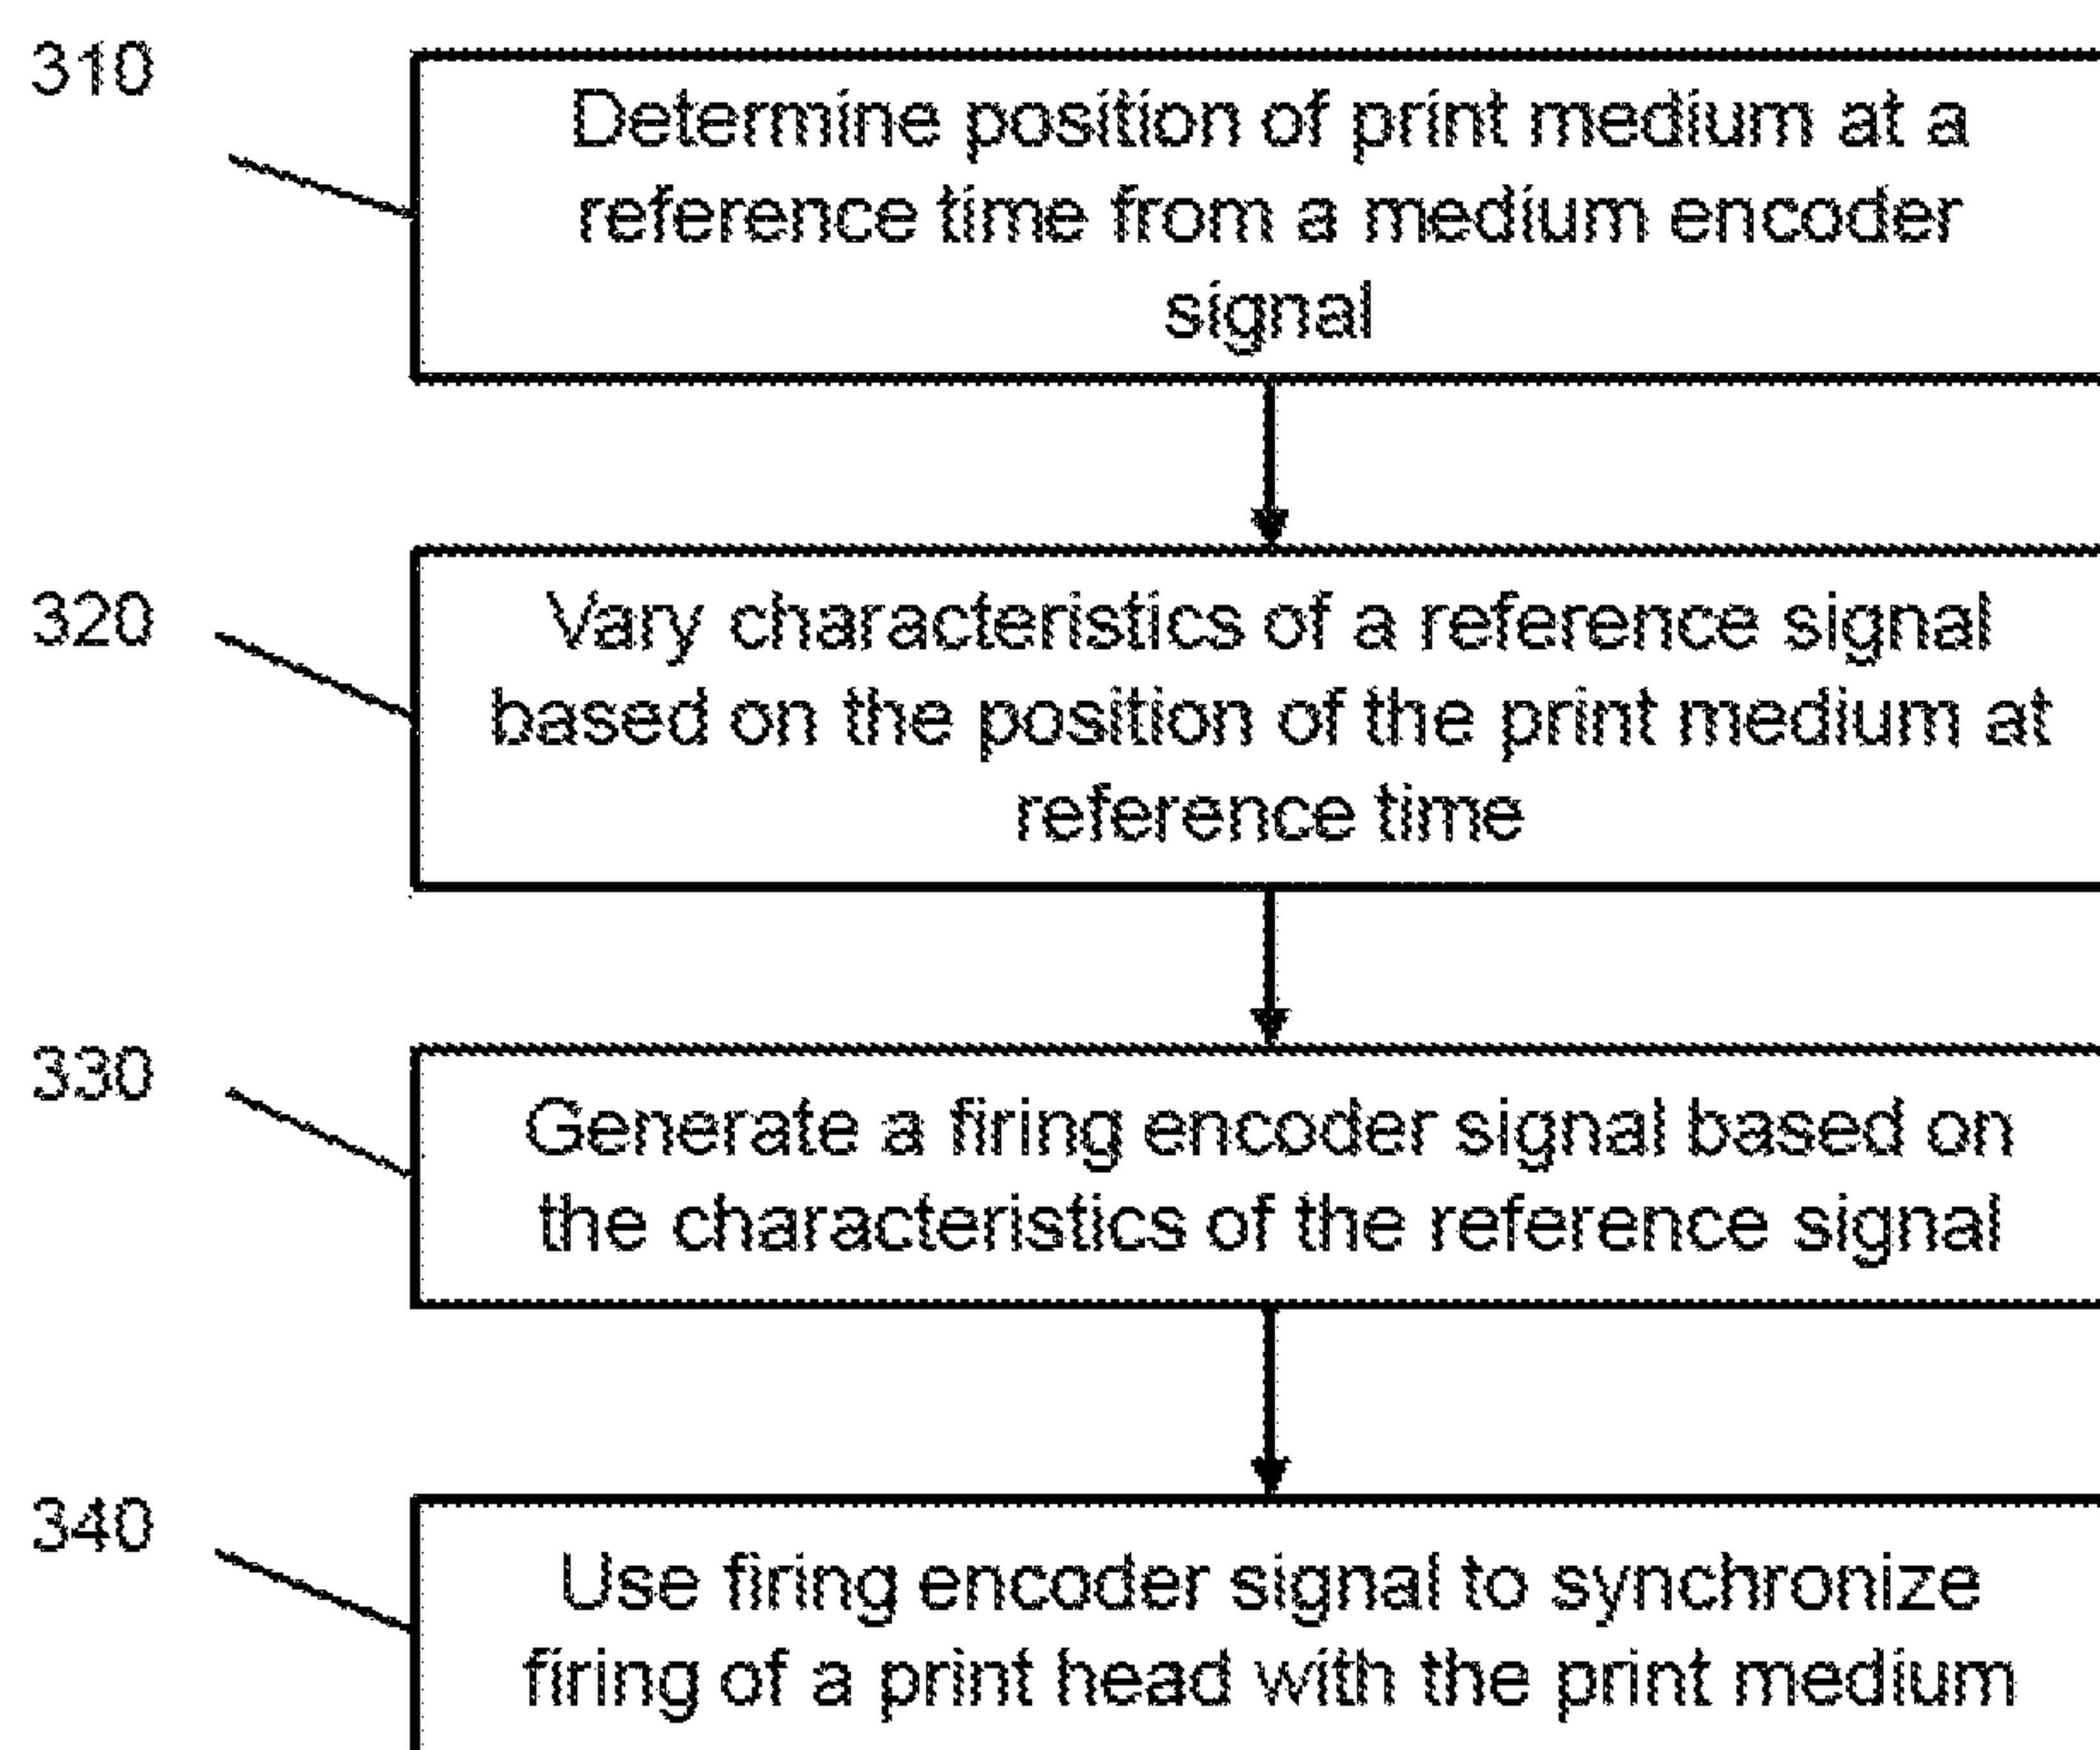 310
Determine position of print medium at a
reference time from a medium encoder
signal
320
Vary characteristics of a reference signal
based on the position of the print medium at
reference time
330
Generate a firing encoder signal based on
the characteristics of the reference signal
340
Use firing encoder signal to synchronize
firing of a print head with the print medium